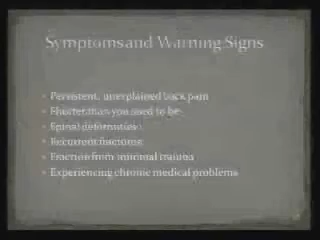 Symptoms and Warning Signs
Persistent, unexplained back pain
Shorter than you used to be
Spinal deformities
Recurrent fractures
Fracture from minimal trauma
Experiencing chronic medical problems